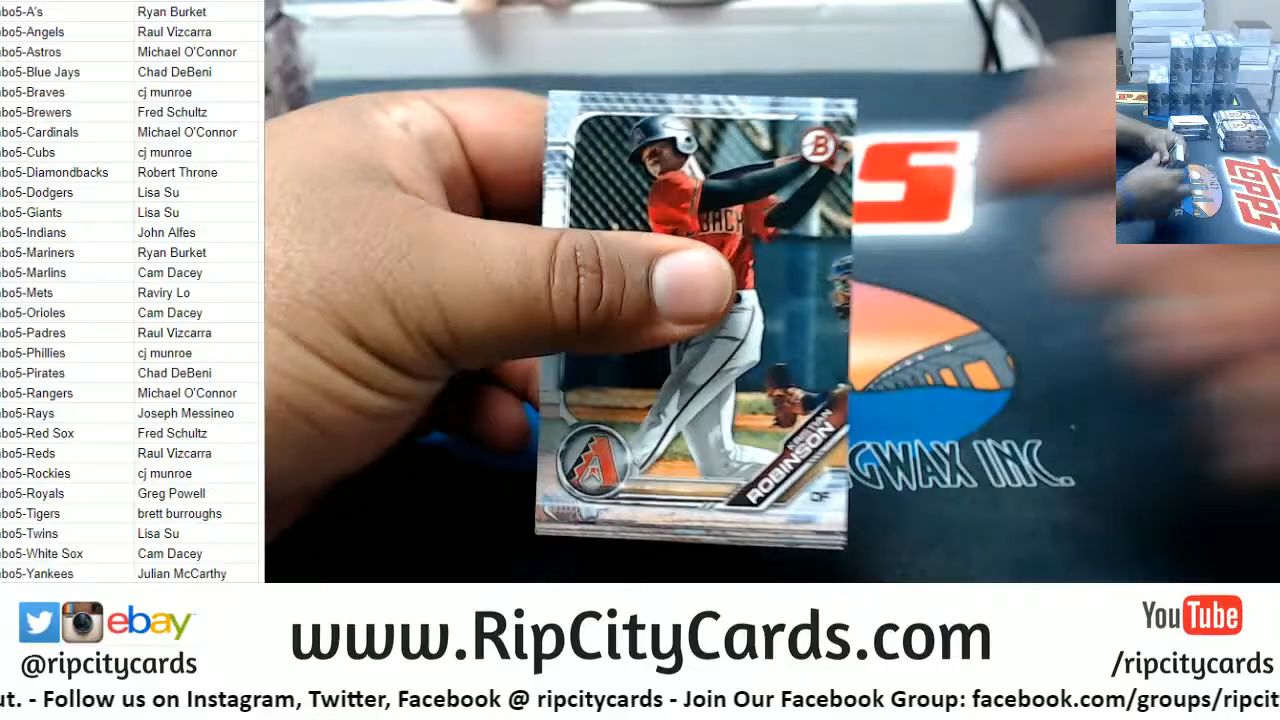 bo5-A's Ryan Burket
bo5-Angels Raul Vizcarra
bo5-Astros Michael O'Connor
bo5-Blue Jays Chad DeBeni
bo5-Braves cj munroe
bo5-Brewers Fred Schultz
bo5-Cardinals Michael O'Connor
bo5-Cubs cj munroe
bo5-Diamondbacks Robert Throne
bo5-Dodgers Lisa Su
bo5-Giants Lisa Su
bo5-Indians John Alfes
bo5-Mariners Ryan Burket
bo5-Marlins Cam Dacey
bo5-Mets Raviry Lo
bo5-Orioles Cam Dacey
bo5-Padres Raul Vizcarra
bo5-Phillies cj munroe
bo5-Pirates Chad DeBeni
bo5-Rangers Michael O'Connor
bo5-Rays Joseph Messineo
bo5-Red Sox Fred Schultz
bo5-Reds Raul Vizcarra
bo5-Rockies cj munroe
bo5-Royals Greg Powell
bo5-Tigers brett burroughs
bo5-Twins Lisa Su
bo5-White Sox Cam Dacey
bo5-Yankees Julian McCarthy
B
BACK
A
KRISTIAN
ROBINSON
OF
S
GWAX INC.
topps
ebay
@ripcitycards
www.RipCityCards.com
YouTube
/ripcitycards
ut. - Follow us on Instagram, Twitter, Facebook @ ripcitycards - Join Our Facebook Group: facebook.com/groups/ripcit